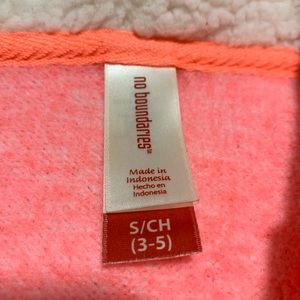 no boundaries
Made in
Indonesia
Hecho en
Indonesia
S/CH
(3-5)